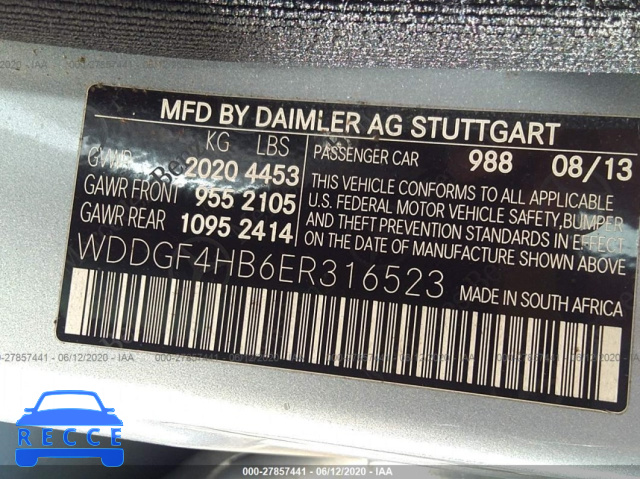 MFD BY DAIMLER AG STUTTGART
KG LBS
GVWR 2020 4453
GAWR FRONT 955 2105
GAWR REAR 1095 2414
PASSENGER CAR 988 08/13
THIS VEHICLE CONFORMS TO ALL APPLICABLE
U.S. FEDERAL MOTOR VEHICLE SAFETY, BUMPER
AND THEFT PREVENTION STANDARDS IN EFFECT
ON THE DATE OF MANUFACTURE SHOWN ABOVE
WDDGF4HB6ER316523
MADE IN SOUTH AFRICA
000-27857441 - 06/12/2020 - IAA
000-27857441 - 06/12/2020 - IAA